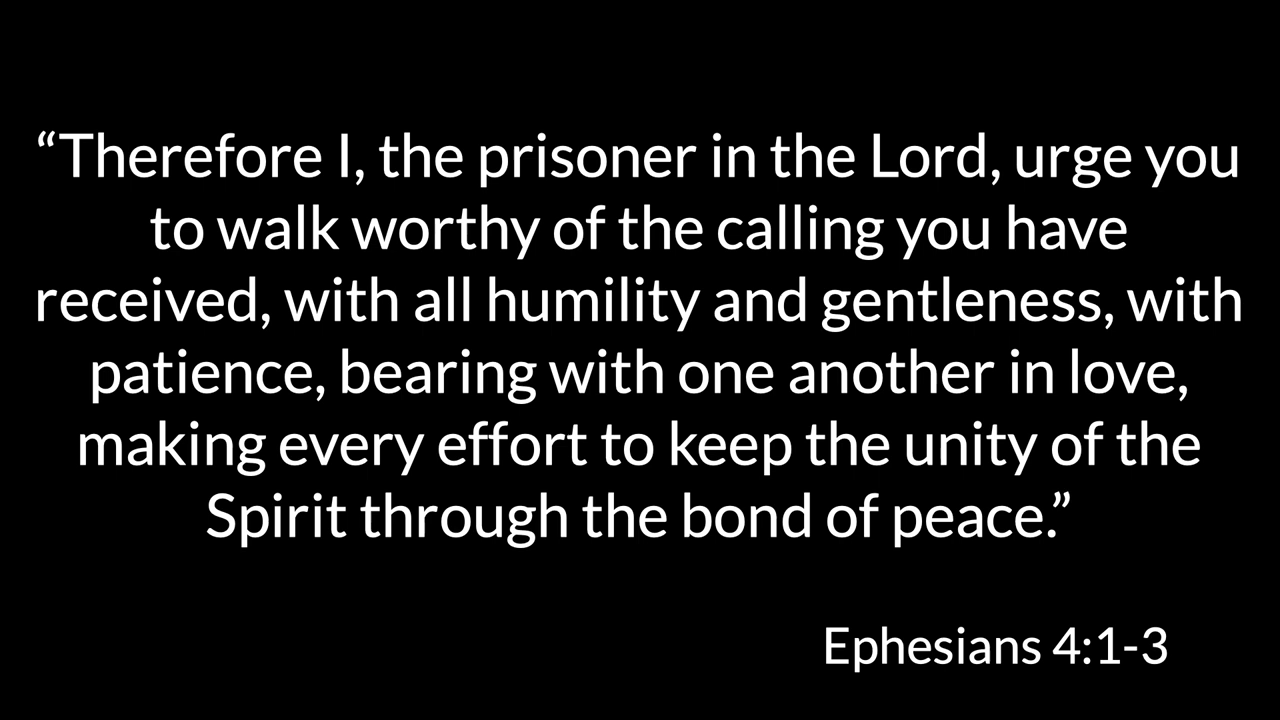 “Therefore I, the prisoner in the Lord, urge you
to walk worthy of the calling you have
received, with all humility and gentleness, with
patience, bearing with one another in love,
making every effort to keep the unity of the
Spirit through the bond of peace.”
Ephesians 4:1-3